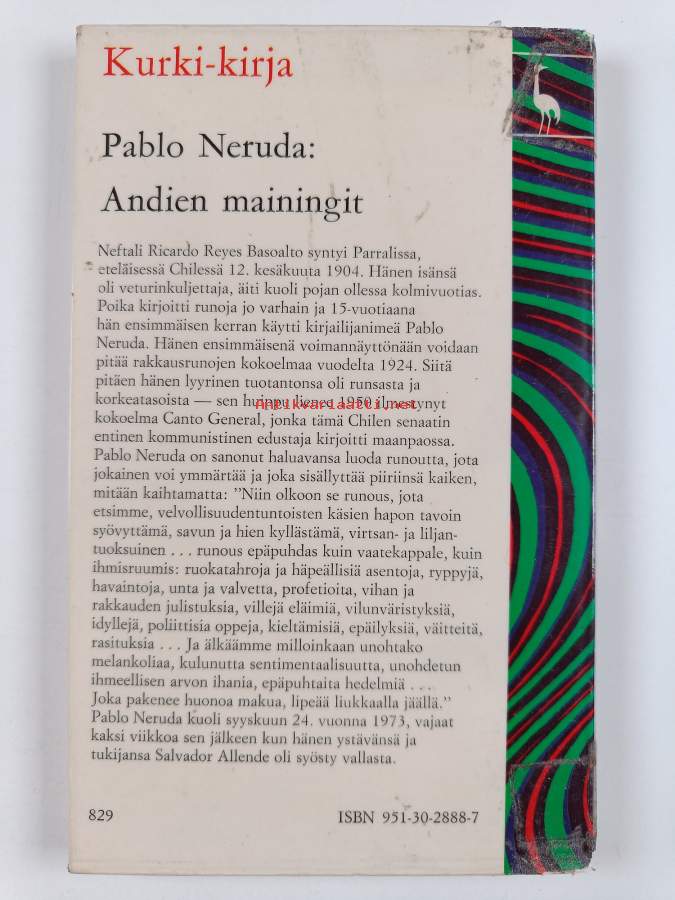 Kurki-kirja
Pablo Neruda:
Andien mainingit
Neftali Ricardo Reyes Basoalto syntyi Parralissa,
eteläisessä Chilessä 12. kesäkuuta 1904. Hänen isänsä
oli veturinkuljettaja, äiti kuoli pojan ollessa kolmivuotias.
Poika kirjoitti runoja jo varhain ja 15-vuotiaana
hän ensimmäisen kerran käytti kirjailijanimeä Pablo
Neruda. Hänen ensimmäisenä voimannäyttönään voidaan
pitää rakkausrunojen kokoelmaa vuodelta 1924. Siitä
pitäen hänen lyyrinen tuotantonsa oli runsasta ja
korkeatasoista — sen huippu lienee 1950 ilmestynyt
Antikvariaatti.net
kokoelma Canto General, jonka tämä Chilen senaatin
entinen kommunistinen edustaja kirjoitti maanpaossa.
Pablo Neruda on sanonut haluavansa luoda runoutta, jota
jokainen voi ymmärtää ja joka sisällyttää piiriinsä kaiken,
mitään kaihtamatta: ”Niin olkoon se runous, jota
etsimme, velvollisuudentuntoisten käsien hapon tavoin
syövyttämä, savun ja hien kyllästämä, virtsan- ja liljan-
tuoksuinen . . . runous epäpuhdas kuin vaatekappale, kuin
ihmisruumis: ruokatahroja ja häpeällisiä asentoja, ryppyjä,
havaintoja, unta ja valvetta, profetioita, vihan ja
rakkauden julistuksia, villejä eläimiä, vilunväristyksiä,
idyllejä, poliittisia oppeja, kieltämisiä, epäilyksiä, väitteitä,
rasituksia . . . Ja älkäämme milloinkaan unohtako
melankoliaa, kulunutta sentimentaalisuutta, unohdetun
ihmeellisen arvon ihania, epäpuhtaita hedelmiä . . .
Joka pakenee huonoa makua, lipeää liukkaalla jäällä.”
Pablo Neruda kuoli syyskuun 24. vuonna 1973, vajaat
kaksi viikkoa sen jälkeen kun hänen ystävänsä ja
tukijansa Salvador Allende oli syösty vallasta.
829
ISBN 951-30-2888-7